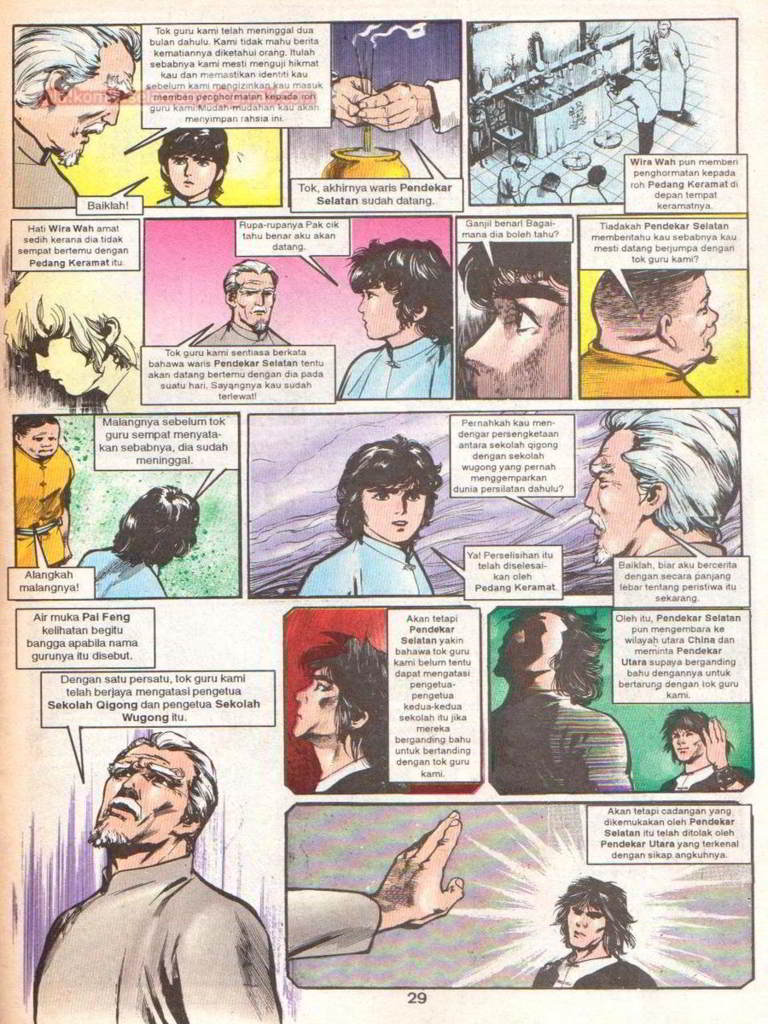 Tok guru kami telah meninggal dua
bulan dahulu. Kami tidak mahu berita
kematiannya diketahui orang. Itulah
sebabnya kami mesti menguji hikmat
kau dan memastikan identiti kau
sebelum kami mengizinkan kau masuk
memberi penghormatan kepada roh
guru kami. Mudah-mudahan kau akan
menyimpan rahsia ini.
Baiklah!
Tok, akhirnya waris Pendekar
Selatan sudah datang.
Wira Wah pun memberi
penghormatan kepada
roh Pedang Keramat di
depan tempat
keramatnya.
Hati Wira Wah amat
sedih kerana dia tidak
sempat bertemu dengan
Pedang Keramat itu.
Rupa-rupanya Pak cik
tahu benar aku akan
datang.
Tok guru kami sentiasa berkata
bahawa waris Pendekar Selatan tentu
akan datang bertemu dengan dia pada
suatu hari. Sayangnya kau sudah
terlewat!
Ganjil benar! Bagai-
mana dia boleh tahu?
Tiadakah Pendekar Selatan
memberitahu kau sebabnya kau
mesti datang berjumpa dengan
tok guru kami?
Malangnya sebelum tok
guru sempat menyata-
kan sebabnya, dia sudah
meninggal.
Alangkah
malangnya!
Pernahkah kau men-
dengar persengketaan
antara sekolah qigong
dengan sekolah
wugong yang pernah
menggemparkan
dunia persilatan dahulu?
Ya! Perselisihan itu
telah diselesai-
kan oleh
Pedang Keramat.
Baiklah, biar aku bercerita
dengan secara panjang
lebar tentang peristiwa itu
sekarang.
Air muka Pai Feng
kelihatan begitu
bangga apabila nama
gurunya itu disebut.
Dengan satu persatu, tok guru kami
telah berjaya mengatasi pengetua
Sekolah Qigong dan pengetua Sekolah
Wugong itu.
Akan tetapi
Pendekar
Selatan yakin
bahawa tok guru
kami belum tentu
dapat mengatasi
pengetua-
pengetua
kedua-kedua
sekolah itu jika
mereka
berganding bahu
untuk bertanding
dengan tok guru
kami.
Oleh itu, Pendekar Selatan
pun mengembara ke
wilayah utara China dan
meminta Pendekar
Utara supaya berganding
bahu dengannya untuk
bertarung dengan tok guru
kami.
Akan tetapi cadangan yang
dikemukakan oleh Pendekar
Selatan itu telah ditolak oleh
Pendekar Utara yang terkenal
dengan sikap angkuhnya.
29